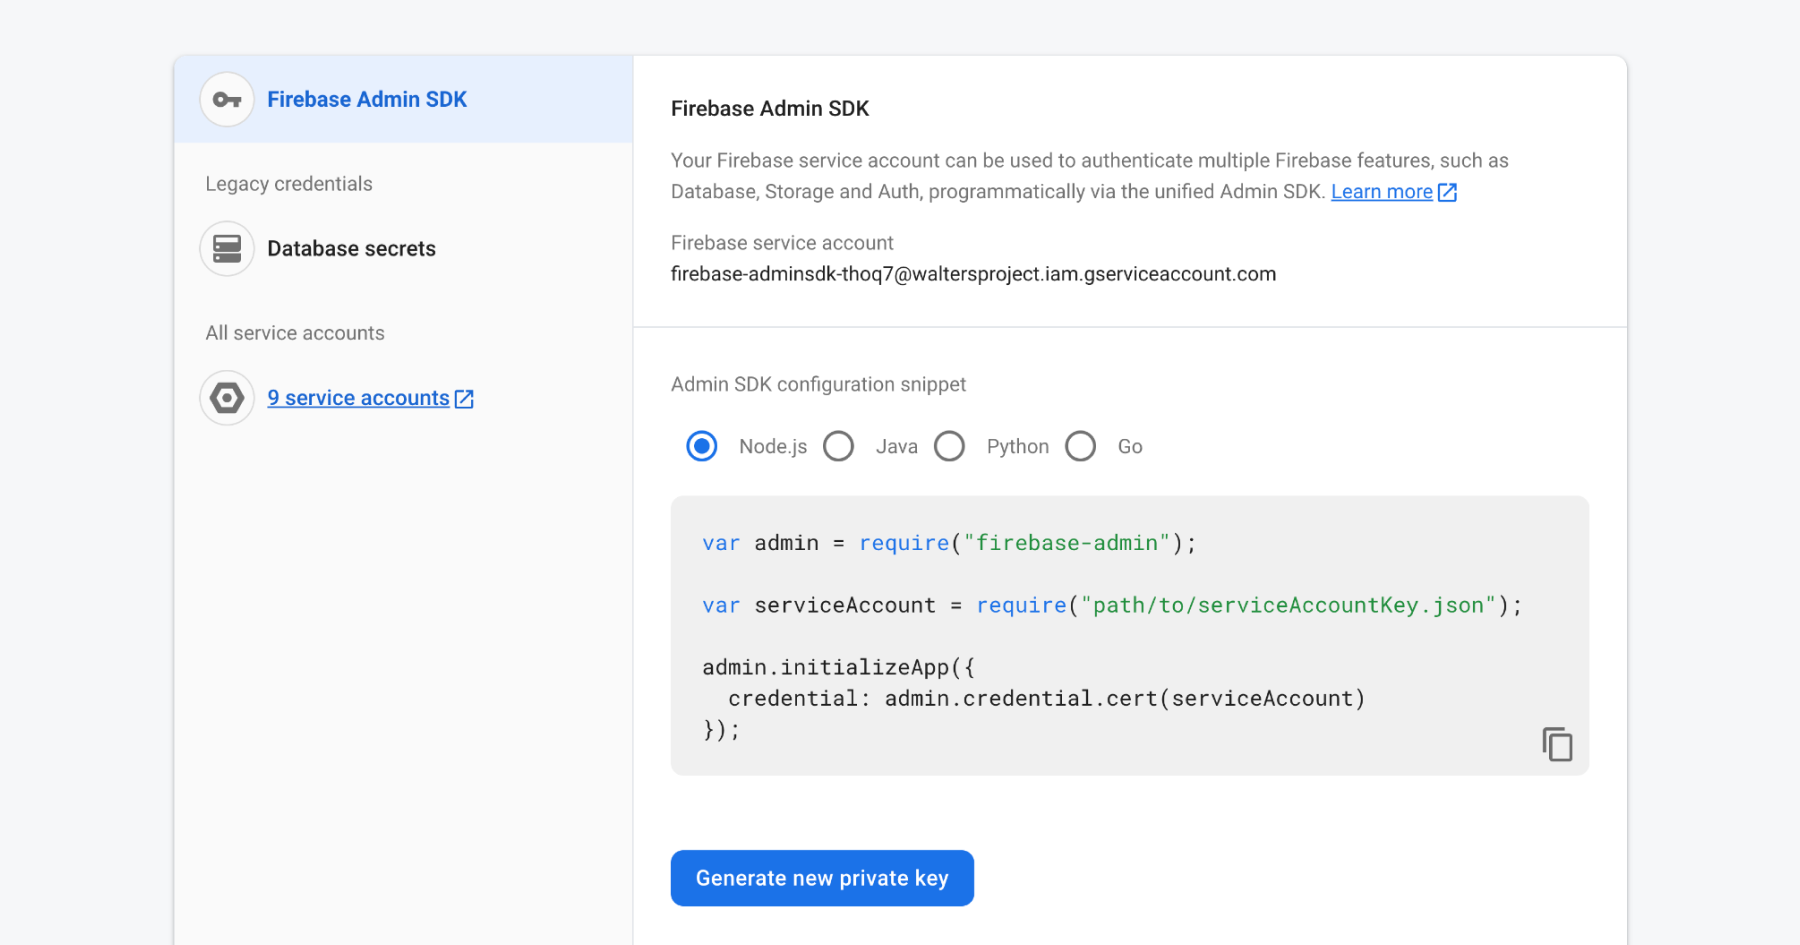 Firebase Admin SDK
Legacy credentials
Database secrets
All service accounts
9 service accounts
Firebase Admin SDK
Your Firebase service account can be used to authenticate multiple Firebase features, such as
Database, Storage and Auth, programmatically via the unified Admin SDK. Learn more
Firebase service account
firebase-adminsdk-thoq7@waltersproject.iam.gserviceaccount.com
Admin SDK configuration snippet
Node.js Java Python Go
var admin = require("firebase-admin");
var serviceAccount = require("path/to/serviceAccountKey.json");
admin.initializeApp({
  credential: admin.credential.cert(serviceAccount)
});
Generate new private key